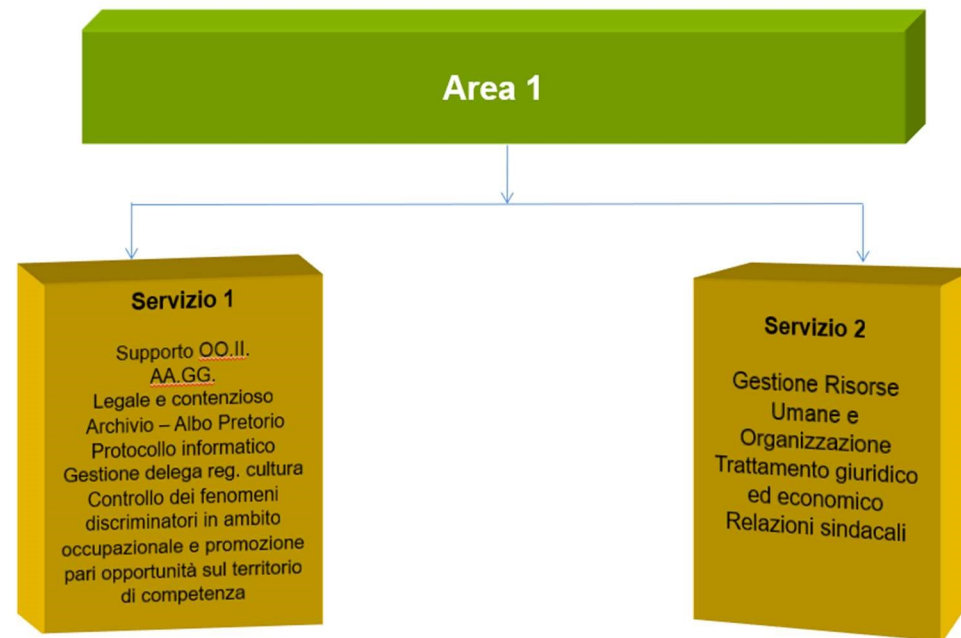 Area 1
Servizio 1
Supporto OO.II.
AA.GG.
Legale e contenzioso
Archivio – Albo Pretorio
Protocollo informatico
Gestione delega reg. cultura
Controllo dei fenomeni
discriminatori in ambito
occupazionale e promozione
pari opportunità sul territorio
di competenza
Servizio 2
Gestione Risorse
Umane e
Organizzazione
Trattamento giuridico
ed economico
Relazioni sindacali